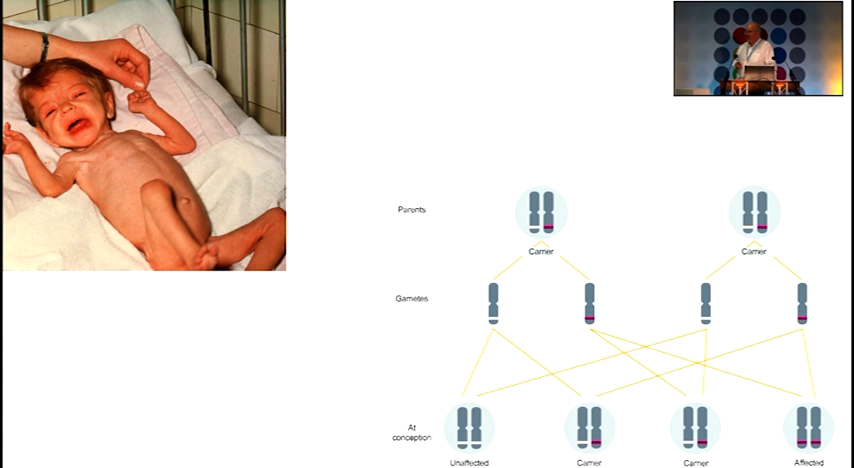 Parents
Carrier
Carrier
Gametes
At
conception
Unaffected
Carrier
Carrier
Affected